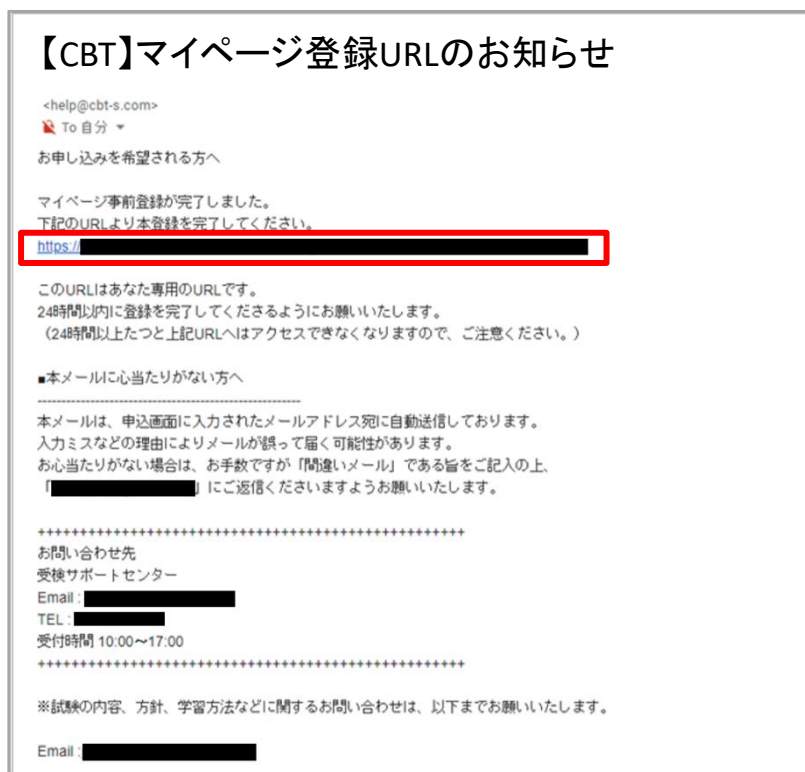 【CBT】マイページ登録URLのお知らせ
<help@cbt-s.com>
To 自分
お申し込みを希望される方へ
マイページ事前登録が完了しました。
下記のURLより本登録を完了してください。
https://
このURLはあなた専用のURLです。
24時間以内に登録を完了してくださるようにお願いいたします。
（24時間以上たつと上記URLへはアクセスできなくなりますので、ご注意ください。）
■本メールに心当たりがない方へ
--------------------------------------------------------
本メールは、申込画面に入力されたメールアドレス宛に自動送信しております。
入力ミスなどの理由によりメールが誤って届く可能性があります。
お心当たりがない場合は、お手数ですが「間違いメール」である旨をご記入の上、
「」にご返信くださいますようお願いいたします。
+++++++++++++++++++++++++++++++++++++++++++++++++++
お問い合わせ先
受検サポートセンター
Email :
TEL :
受付時間 10:00～17:00
+++++++++++++++++++++++++++++++++++++++++++++++++++
※試験の内容、方針、学習方法などに関するお問い合わせは、以下までお願いいたします。
Email :